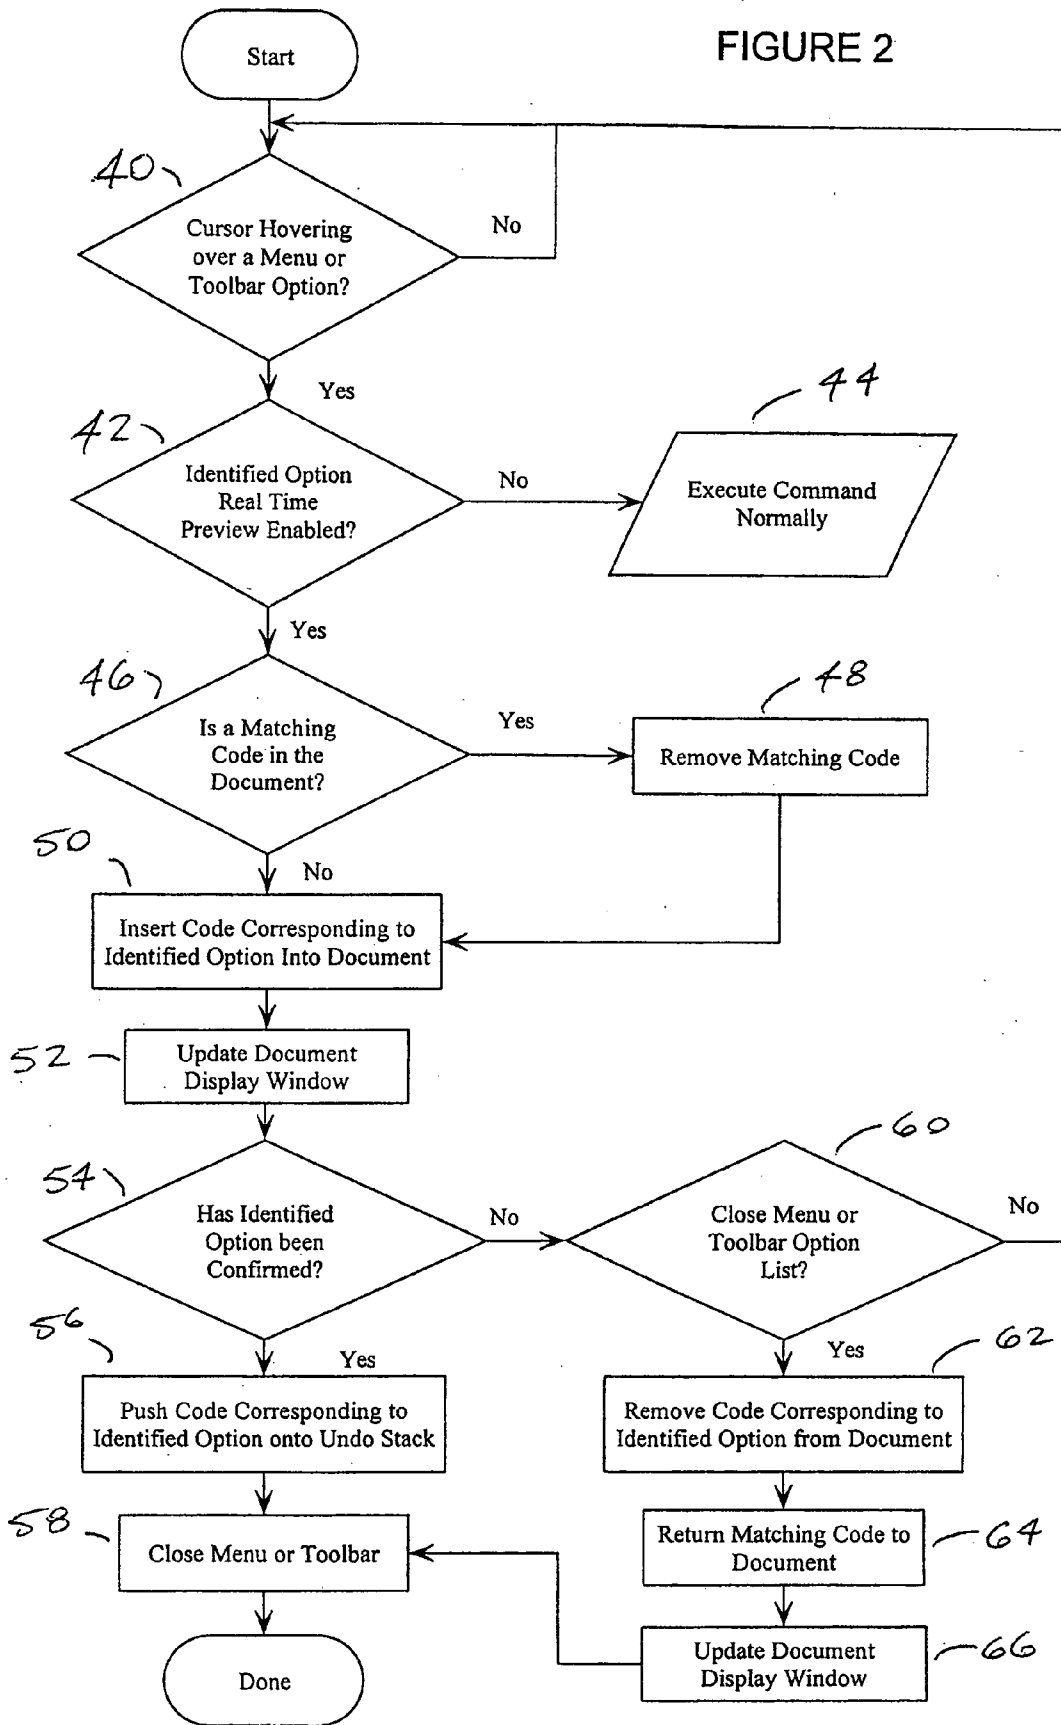 FIGURE 2
Start
40
Cursor Hovering
over a Menu or
Toolbar Option?
No
Yes
42
Identified Option
Real Time
Preview Enabled?
No
44
Execute Command
Normally
Yes
46
Is a Matching
Code in the
Document?
Yes
48
Remove Matching Code
No
50
Insert Code Corresponding to
Identified Option Into Document
52
Update Document
Display Window
54
Has Identified
Option been
Confirmed?
No
60
Close Menu or
Toolbar Option
List?
No
Yes
56
Push Code Corresponding to
Identified Option onto Undo Stack
Yes
62
Remove Code Corresponding to
Identified Option from Document
58
Close Menu or Toolbar
64
Return Matching Code to
Document
66
Update Document
Display Window
Done